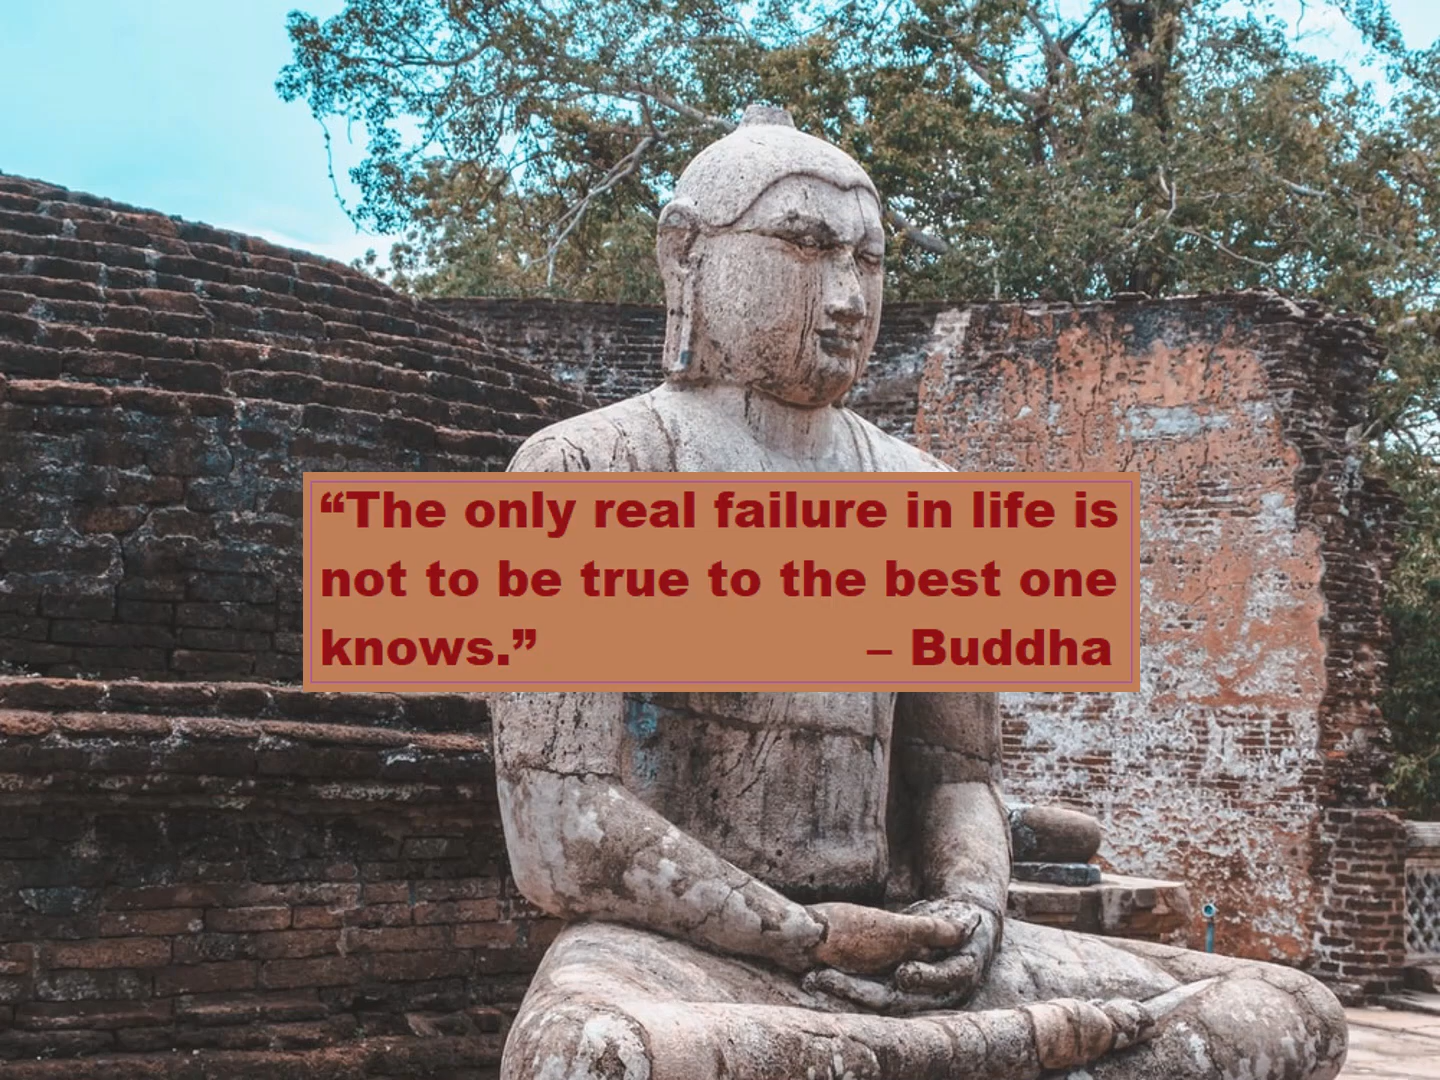 “The only real failure in life is
not to be true to the best one
knows.” – Buddha